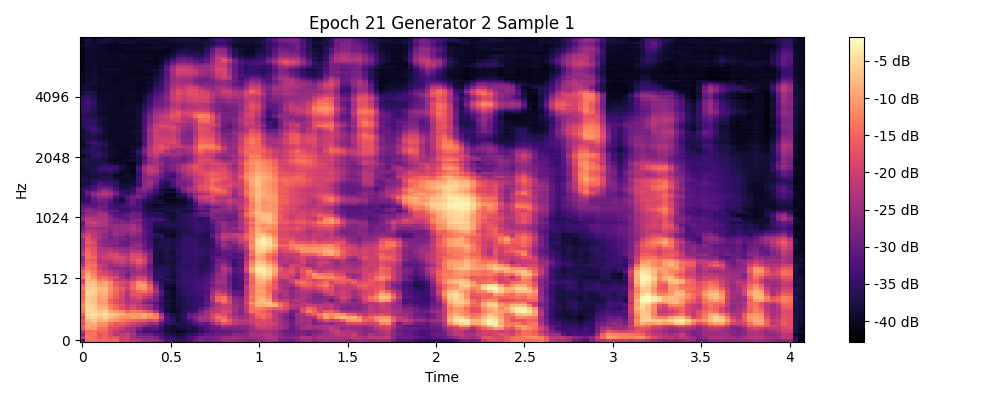 Epoch 21 Generator 2 Sample 1
Hz
4096
2048
1024
512
0
0
0.5
1
1.5
2
2.5
3
3.5
4
Time
-5 dB
-10 dB
-15 dB
-20 dB
-25 dB
-30 dB
-35 dB
-40 dB